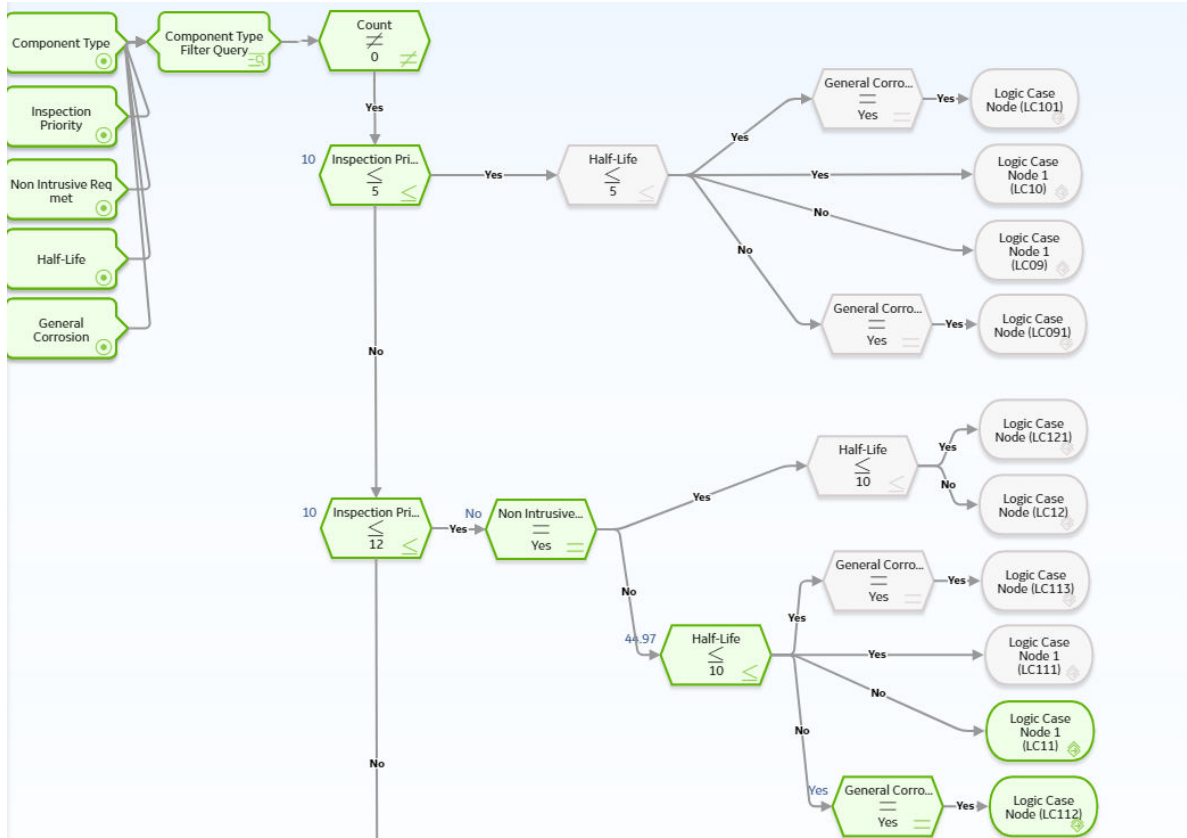 Component Type
Component Type
Filter Query
Count
≠
0
Inspection
Priority
Non Intrusive Req
met
Half-Life
General
Corrosion
Yes
10
Inspection Pri...
≤
5
Yes
Half-Life
≤
5
Yes
General Corro...
=
Yes
Yes
Logic Case
Node (LC101)
Yes
Logic Case
Node 1
(LC10)
No
Logic Case
Node 1
(LC09)
No
General Corro...
=
Yes
Yes
Logic Case
Node (LC091)
No
10
Inspection Pri...
≤
12
Yes
No
Non Intrusive...
=
Yes
Yes
Half-Life
≤
10
Yes
Logic Case
Node (LC121)
No
Logic Case
Node (LC12)
No
44.97
Half-Life
≤
10
Yes
General Corro...
=
Yes
Yes
Logic Case
Node (LC113)
Yes
Logic Case
Node 1
(LC111)
No
Logic Case
Node 1
(LC11)
No
Yes
General Corro...
=
Yes
Yes
Logic Case
Node (LC112)
No